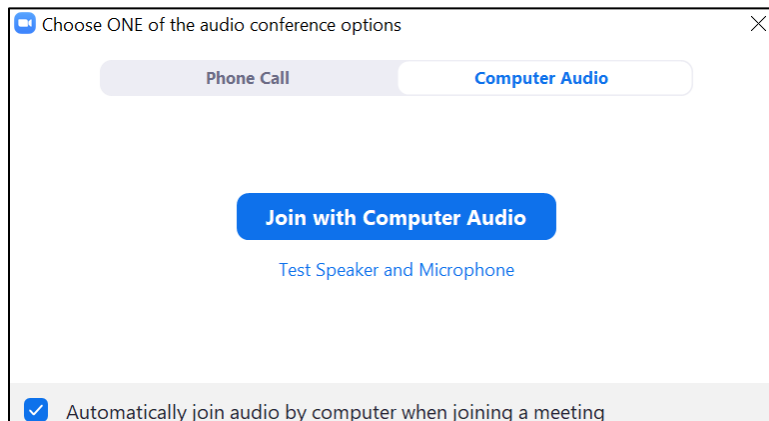 Choose ONE of the audio conference options
Phone Call
Computer Audio
Join with Computer Audio
Test Speaker and Microphone
Automatically join audio by computer when joining a meeting